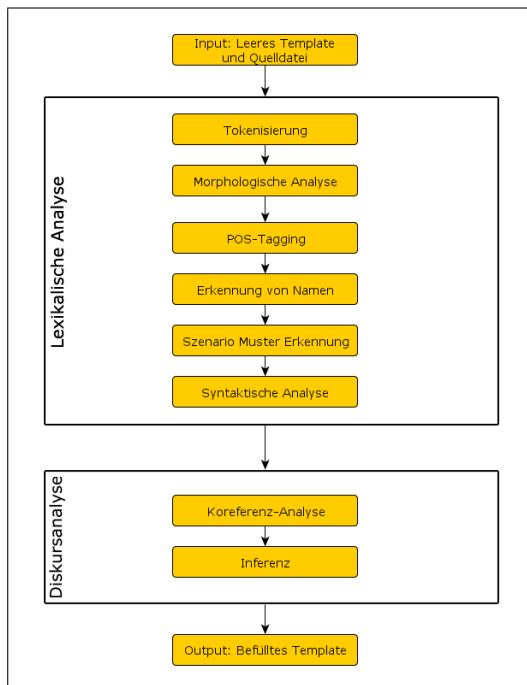 Input: Leeres Template
und Quelldatei
Lexikalische Analyse
Tokenisierung
Morphologische Analyse
POS-Tagging
Erkennung von Namen
Szenario Muster Erkennung
Syntaktische Analyse
Diskursanalyse
Koreferenz-Analyse
Inferenz
Output: Befülltes Template